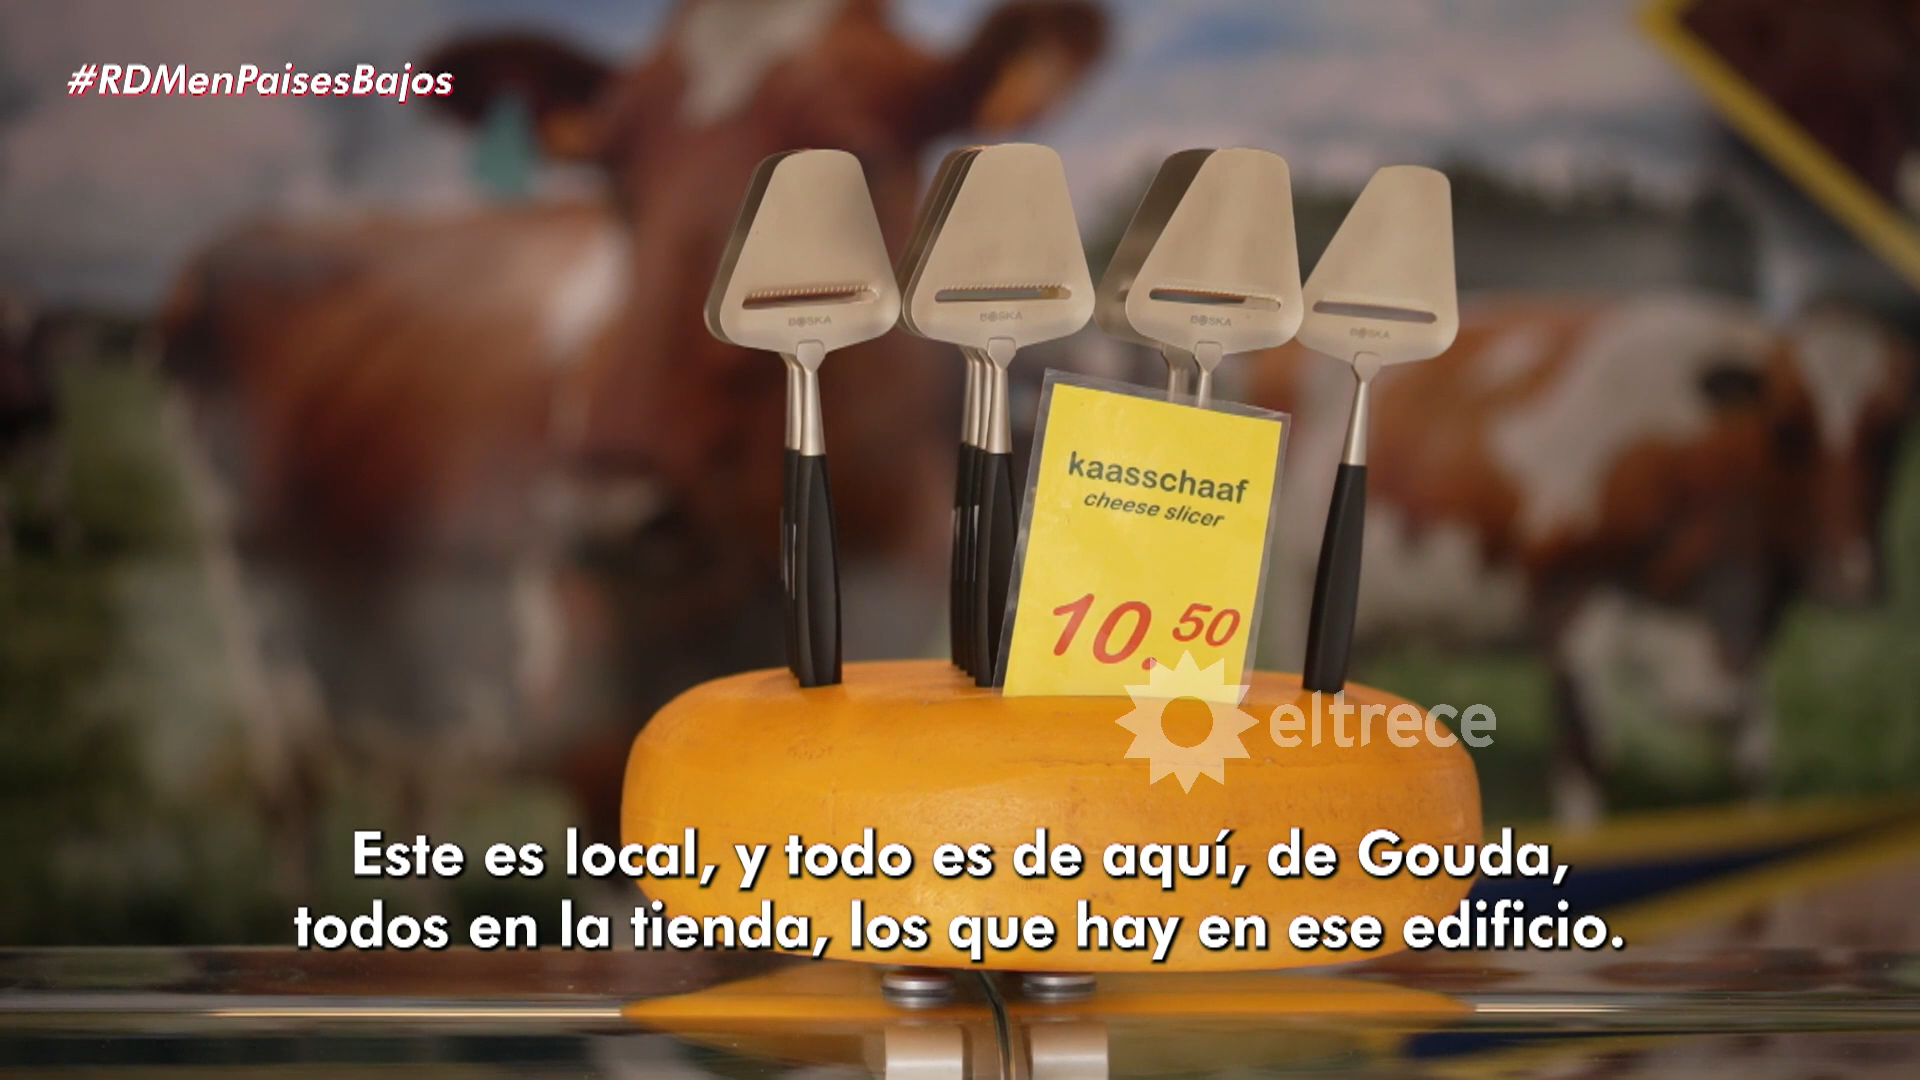 #RDMenPaisesBajos
BOSKA
BOSKA
BOSKA
BOSKA
kaasschaaf
cheese slicer
10.50
eltrece
Este es local, y todo es de aquí, de Gouda,
todos en la tienda, los que hay en ese edificio.